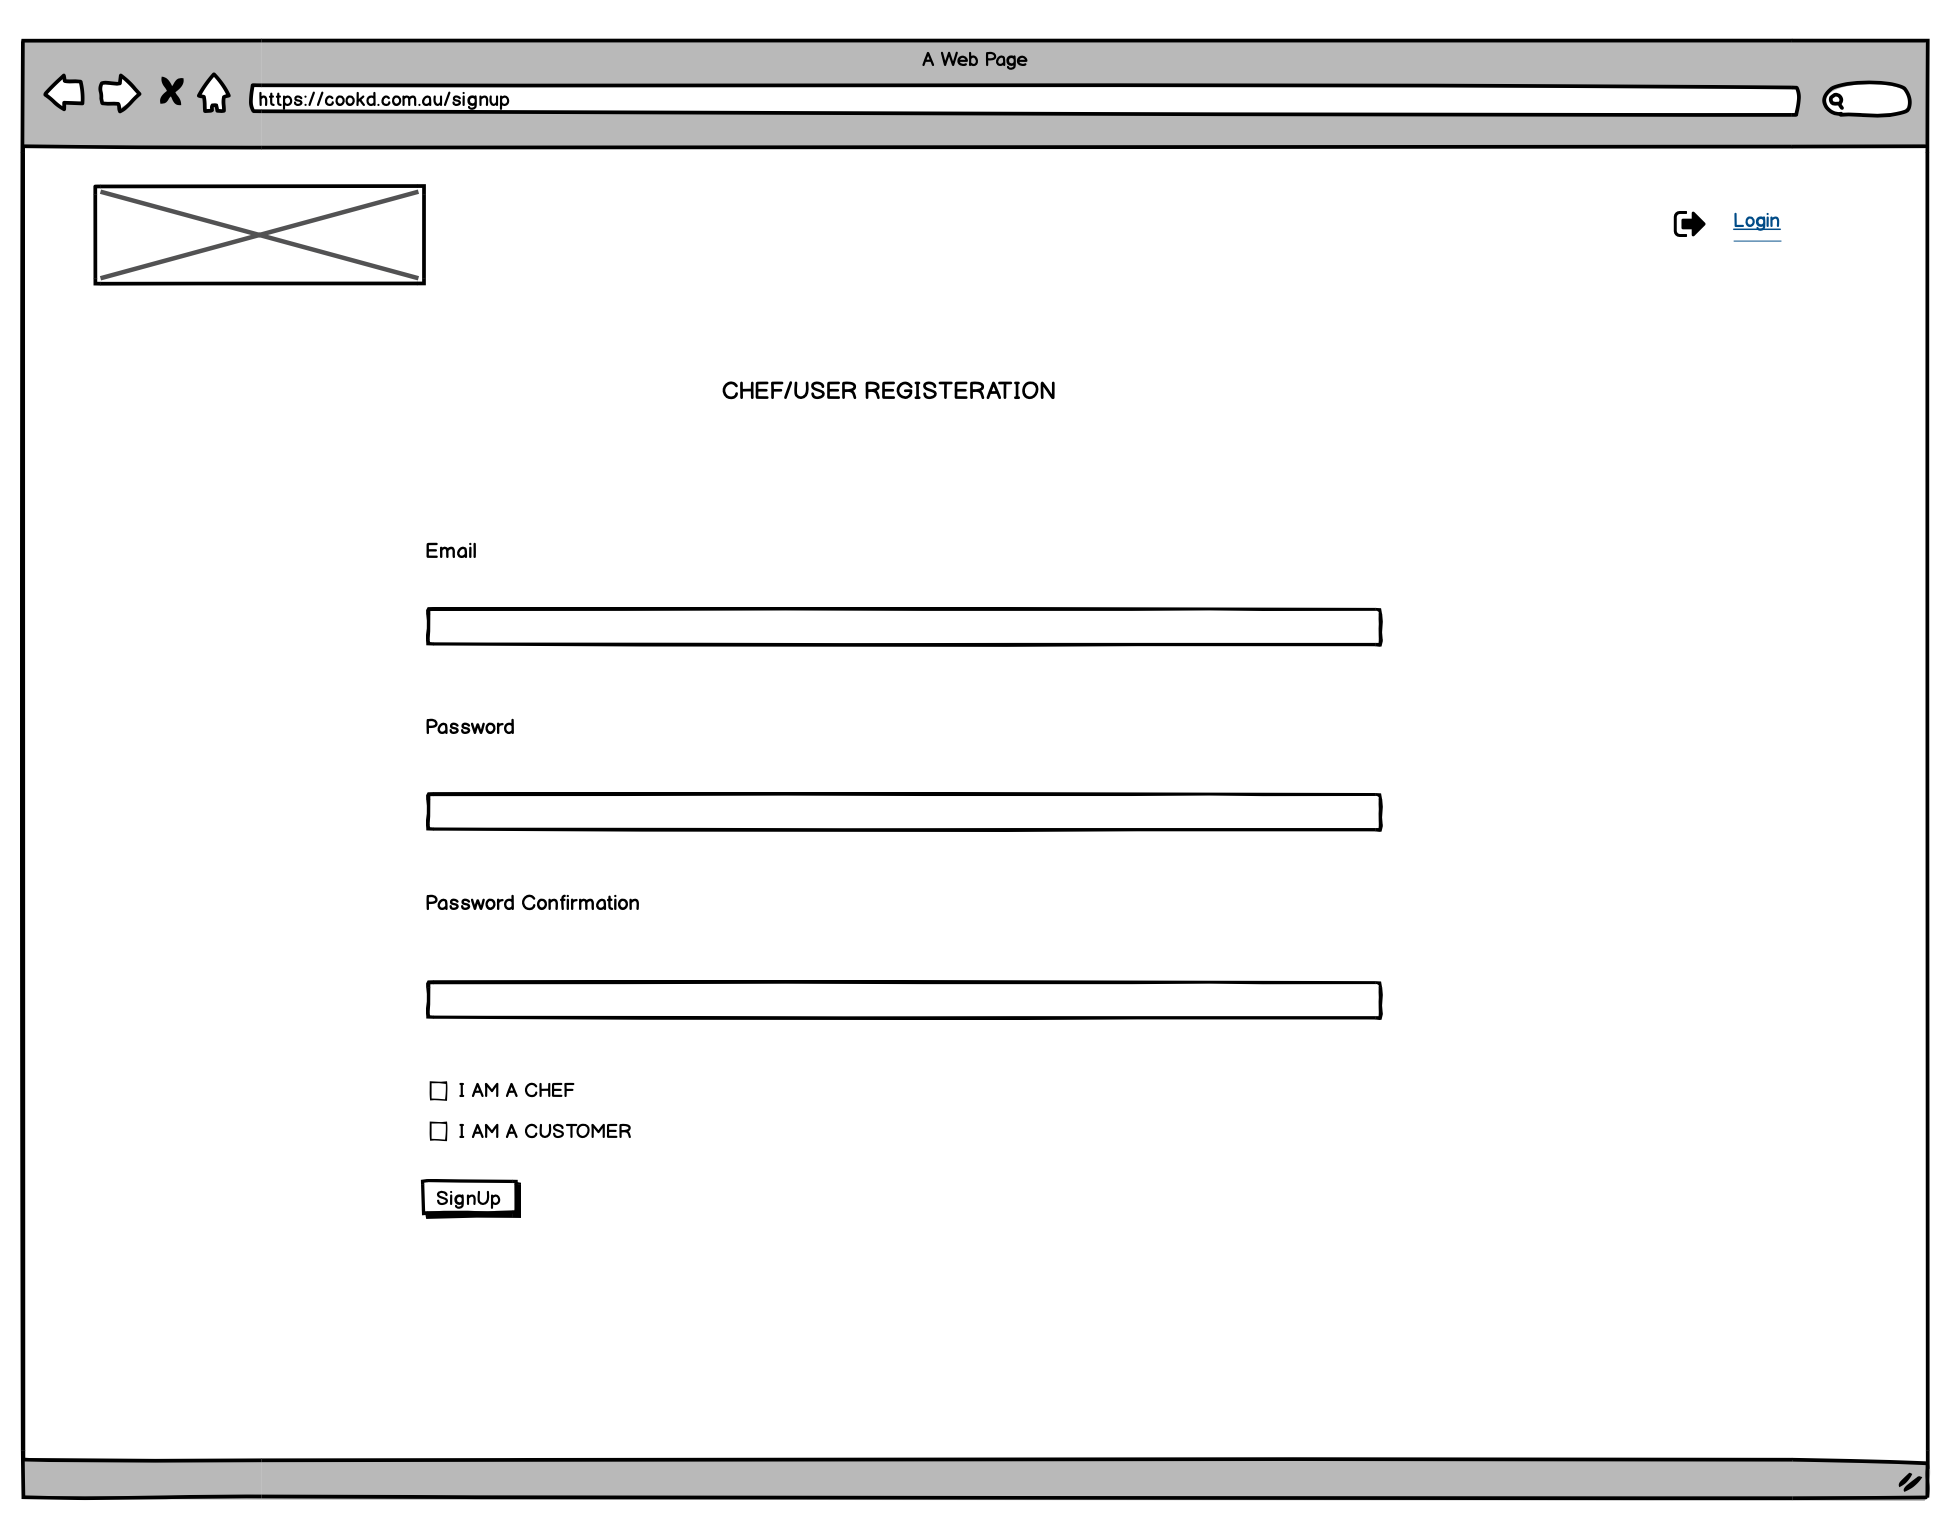 A Web Page
https://cookd.com.au/signup
Login
CHEF/USER REGISTERATION
Email
Password
Password Confirmation
I AM A CHEF
I AM A CUSTOMER
SignUp